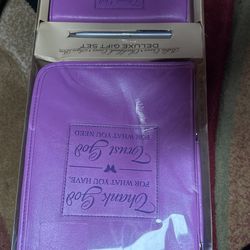 Thank God
FOR WHAT YOU HAVE,
Trust God
FOR WHAT YOU NEED
DELUXE GIFT SET